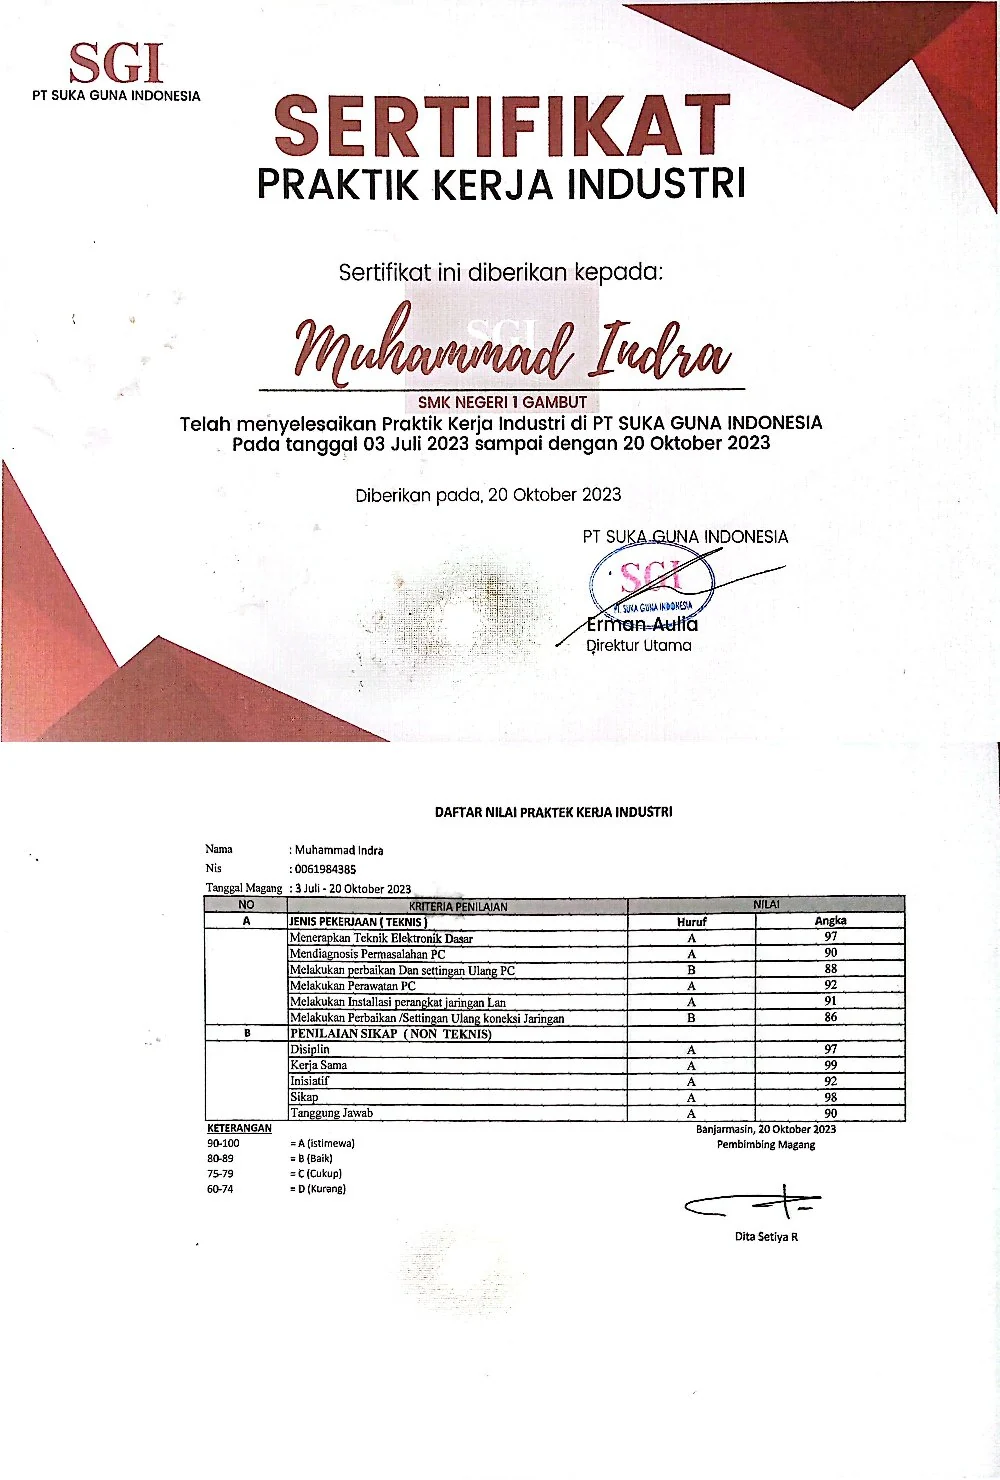 SGI
PT SUKA GUNA INDONESIA
SERTIFIKAT
PRAKTIK KERJA INDUSTRI
Sertifikat ini diberikan kepada:
SGI
Muhammad Indra
SMK NEGERI 1 GAMBUT
Telah menyelesaikan Praktik Kerja Industri di PT SUKA GUNA INDONESIA
Pada tanggal 03 Juli 2023 sampai dengan 20 Oktober 2023
Diberikan pada, 20 Oktober 2023
PT SUKA GUNA INDONESIA
SGI
PT. SUKA GUNA INDONESIA
Erman Aulia
Direktur Utama
DAFTAR NILAI PRAKTEK KERJA INDUSTRI
Nama : Muhammad Indra
Nis : 0061984385
Tanggal Magang : 3 Juli - 20 Oktober 2023
NO KRITERIA PENILAIAN NILAI
A JENIS PEKERJAAN ( TEKNIS ) Huruf Angka
Menerapkan Teknik Elektronik Dasar A 97
Mendiagnosis Permasalahan PC A 90
Melakukan perbaikan Dan settingan Ulang PC B 88
Melakukan Perawatan PC A 92
Melakukan Installasi perangkat jaringan Lan A 91
Melakukan Perbaikan /Settingan Ulang koneksi Jaringan B 86
B PENILAIAN SIKAP ( NON TEKNIS)
Disiplin A 97
Kerja Sama A 99
Inisiatif A 92
Sikap A 98
Tanggung Jawab A 90
KETERANGAN Banjarmasin, 20 Oktober 2023
90-100 = A (istimewa) Pembimbing Magang
80-89 = B (Baik)
75-79 = C (Cukup)
60-74 = D (Kurang)
Dita Setiya R